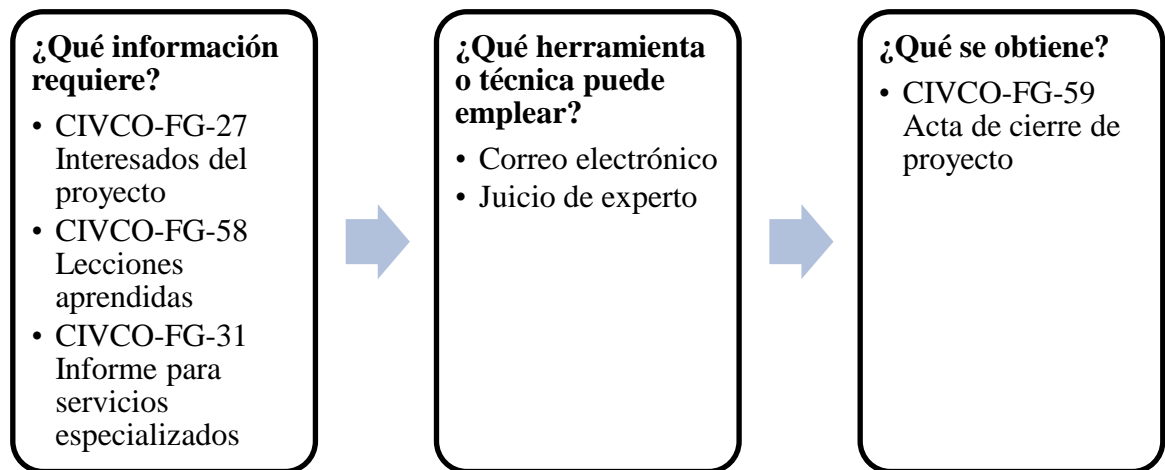 ¿Qué información
requiere?
• CIVCO-FG-27
Interesados del
proyecto
• CIVCO-FG-58
Lecciones
aprendidas
• CIVCO-FG-31
Informe para
servicios
especializados
¿Qué herramienta
o técnica puede
emplear?
• Correo electrónico
• Juicio de experto
¿Qué se obtiene?
• CIVCO-FG-59
Acta de cierre de
proyecto